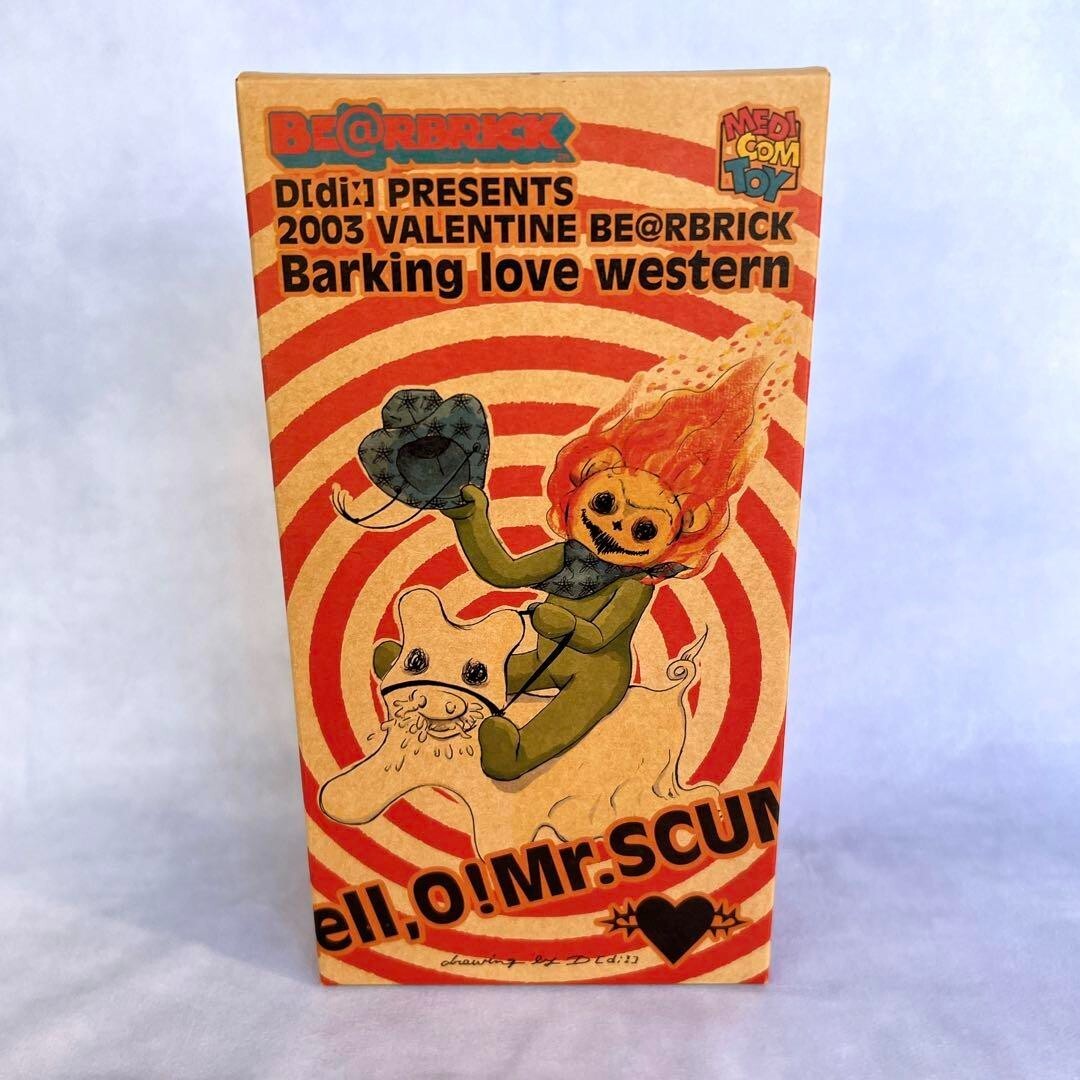 BE@RBRICK
MEDI
COM
TOY
D[di:] PRESENTS
2003 VALENTINE BE@RBRICK
Barking love western
ell,O!Mr.SCUM
drawing by D[di:]